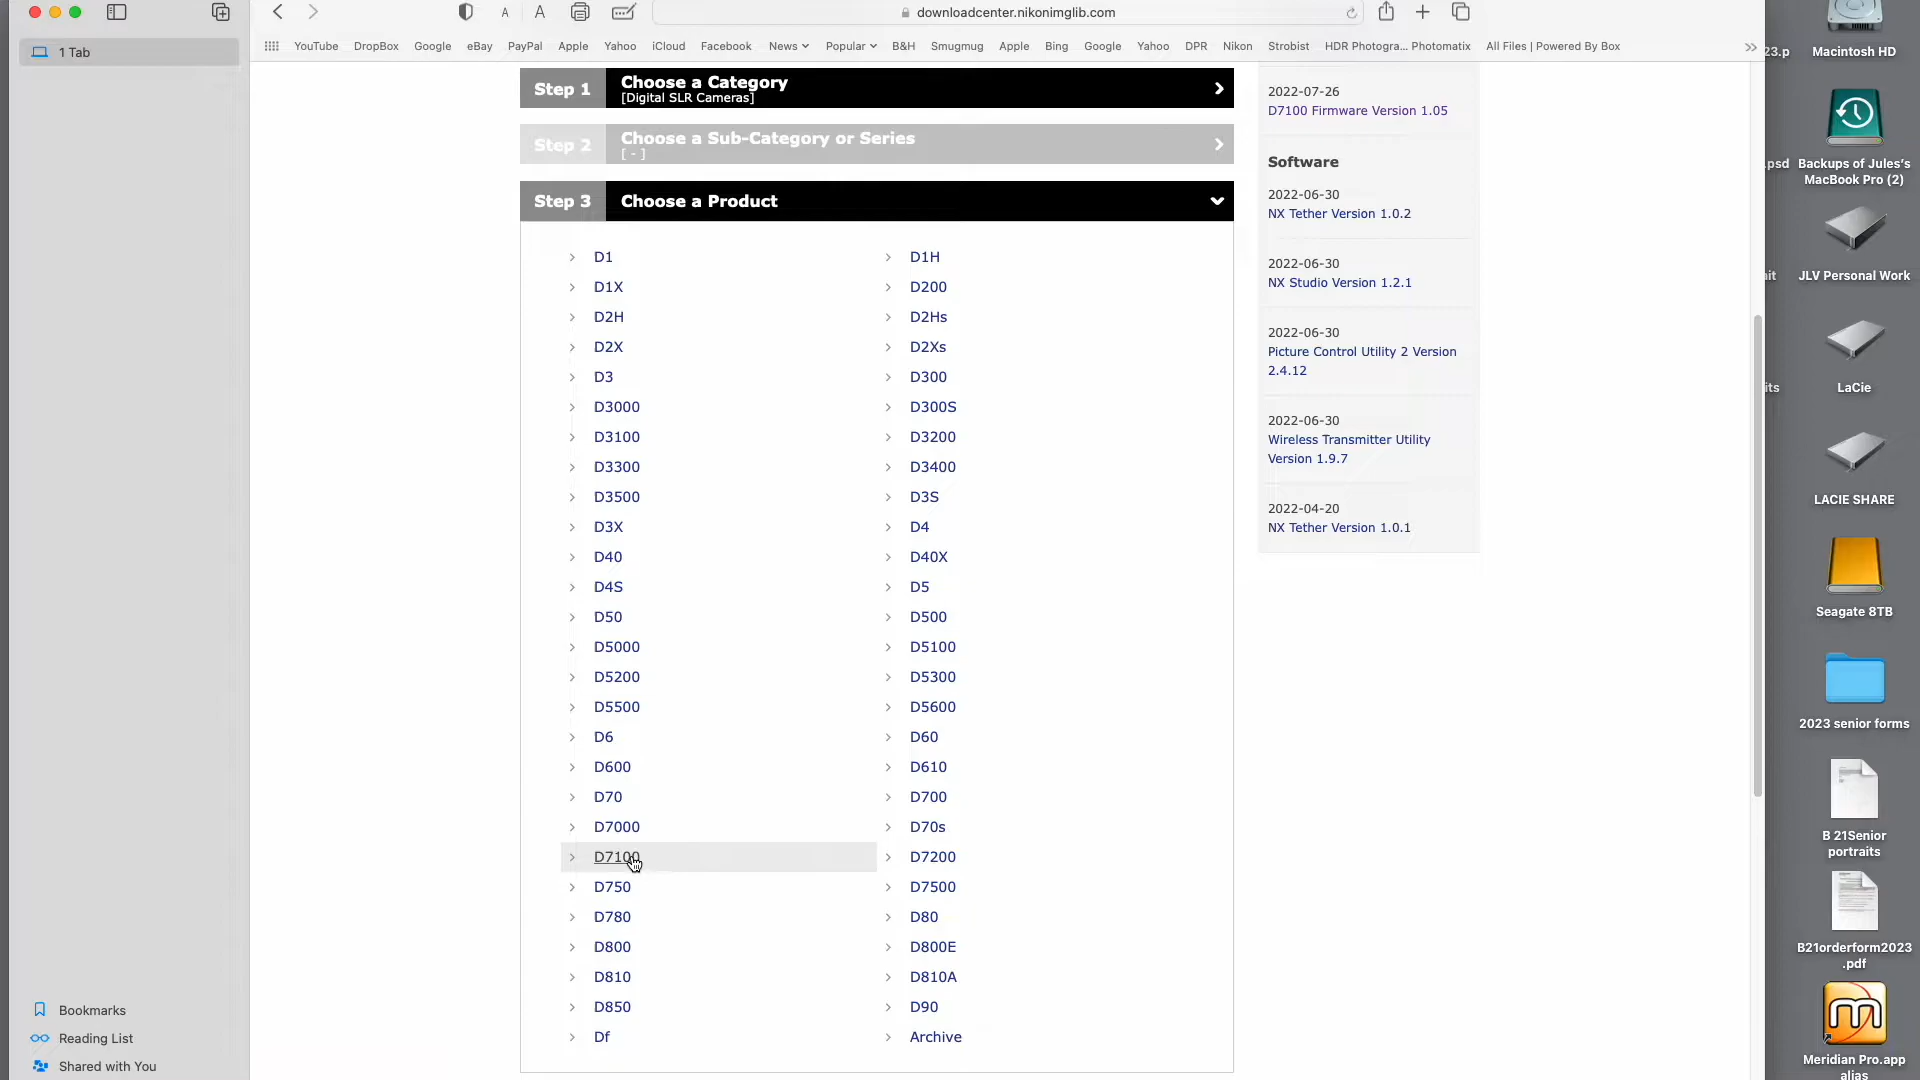 1 Tab
A A
downloadcenter.nikonimglib.com
YouTube DropBox Google eBay PayPal Apple Yahoo iCloud Facebook News Popular B&H Smugmug Apple Bing Google Yahoo DPR Nikon Strobist HDR Photogra... Photomatix All Files | Powered By Box
Step 1 Choose a Category
[Digital SLR Cameras]
Step 2 Choose a Sub-Category or Series
[ - ]
Step 3 Choose a Product
D1 D1H
D1X D200
D2H D2Hs
D2X D2Xs
D3 D300
D3000 D300S
D3100 D3200
D3300 D3400
D3500 D3S
D3X D4
D40 D40X
D4S D5
D50 D500
D5000 D5100
D5200 D5300
D5500 D5600
D6 D60
D600 D610
D70 D700
D7000 D70s
D7100 D7200
D750 D7500
D780 D80
D800 D800E
D810 D810A
D850 D90
Df Archive
2022-07-26
D7100 Firmware Version 1.05
Software
2022-06-30
NX Tether Version 1.0.2
2022-06-30
NX Studio Version 1.2.1
2022-06-30
Picture Control Utility 2 Version
2.4.12
2022-06-30
Wireless Transmitter Utility
Version 1.9.7
2022-04-20
NX Tether Version 1.0.1
Bookmarks
Reading List
Shared with You
23.p
Macintosh HD
.psd
Backups of Jules's
MacBook Pro (2)
JLV Personal Work
its
LaCie
LACIE SHARE
Seagate 8TB
2023 senior forms
B 21Senior
portraits
B21orderform2023
.pdf
Meridian Pro.app
alias